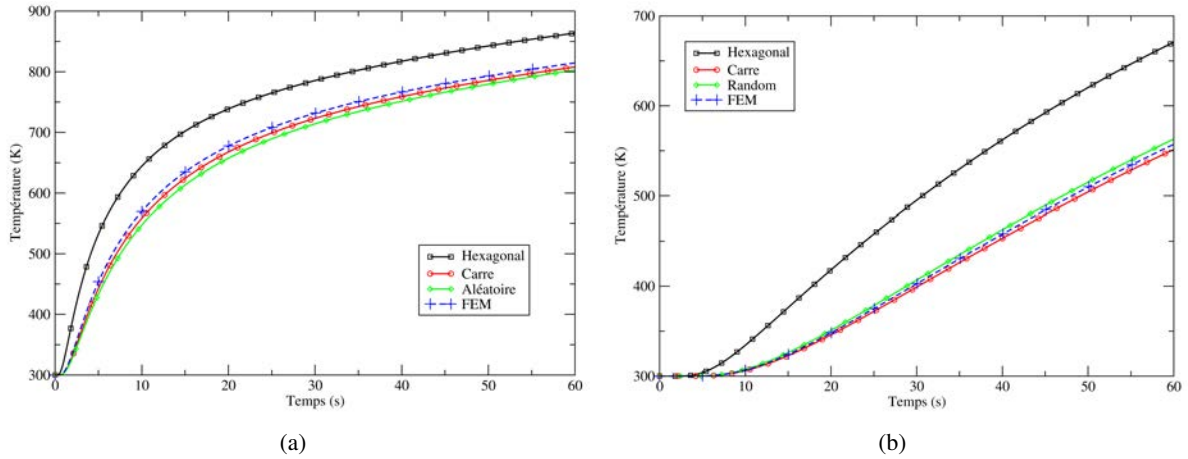 900
800
700
600
500
400
300
Température (K)
0
10
20
30
40
50
60
Temps (s)
Hexagonal
Carre
Aléatoire
FEM
(a)
700
600
500
400
300
Température (K)
0
10
20
30
40
50
60
Temps (s)
Hexagonal
Carre
Random
FEM
(b)